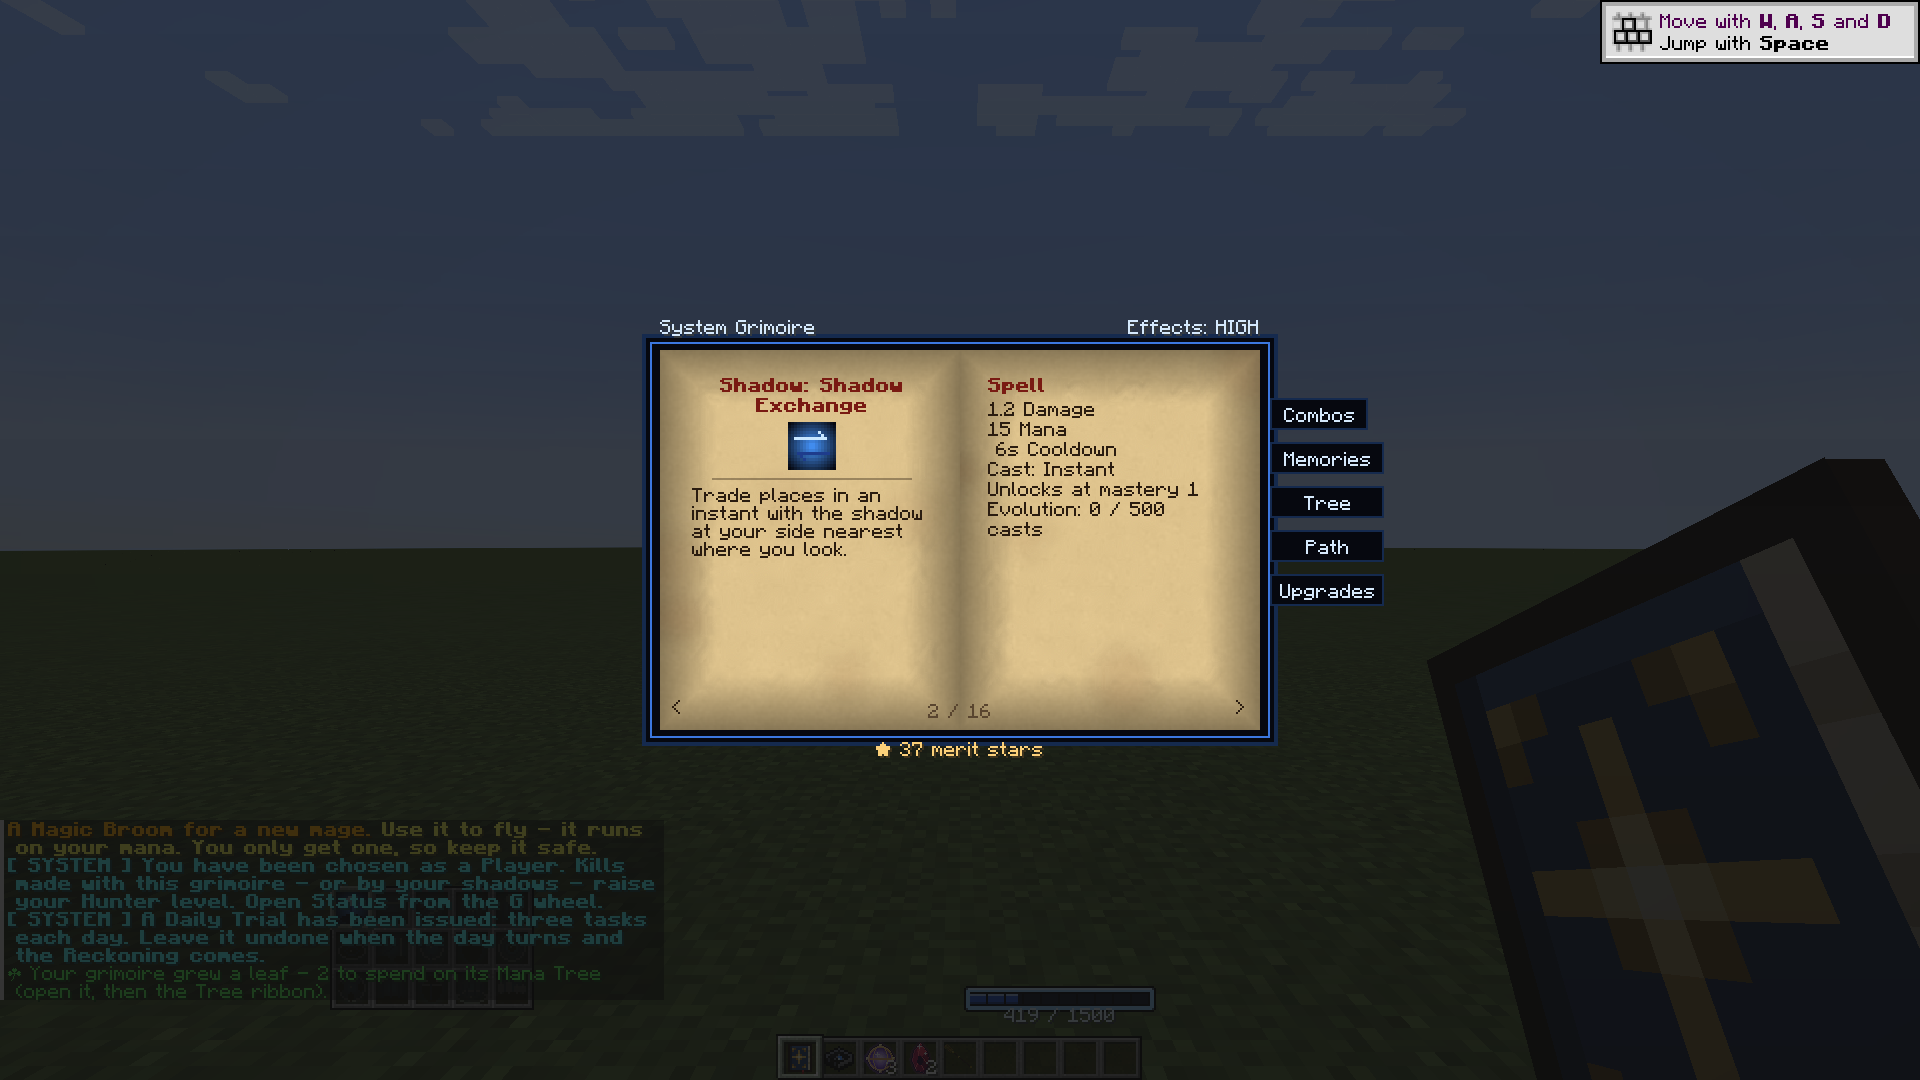 Move with W, A, S and D
Jump with Space
System Grimoire
Effects: HIGH
Shadow: Shadow
Exchange
Trade places in an
instant with the shadow
at your side nearest
where you look.
Spell
1.2 Damage
15 Mana
6s Cooldown
Cast: Instant
Unlocks at mastery 1
Evolution: 0 / 500
casts
< 2 / 16 >
★ 37 merit stars
Combos
Memories
Tree
Path
Upgrades
A Magic Broom for a new mage. Use it to fly – it runs
on your mana. You only get one, so keep it safe.
[ SYSTEM ] You have been chosen as a Player. Kills
made with this grimoire – or by your shadows – raise
your Hunter level. Open Status from the G wheel.
[ SYSTEM ] A Daily Trial has been issued: three tasks
each day. Leave it undone when the day turns and
the Reckoning comes.
☘ Your grimoire grew a leaf – 2 to spend on its Mana Tree
(open it, then the Tree ribbon).
419 / 1500
3
2